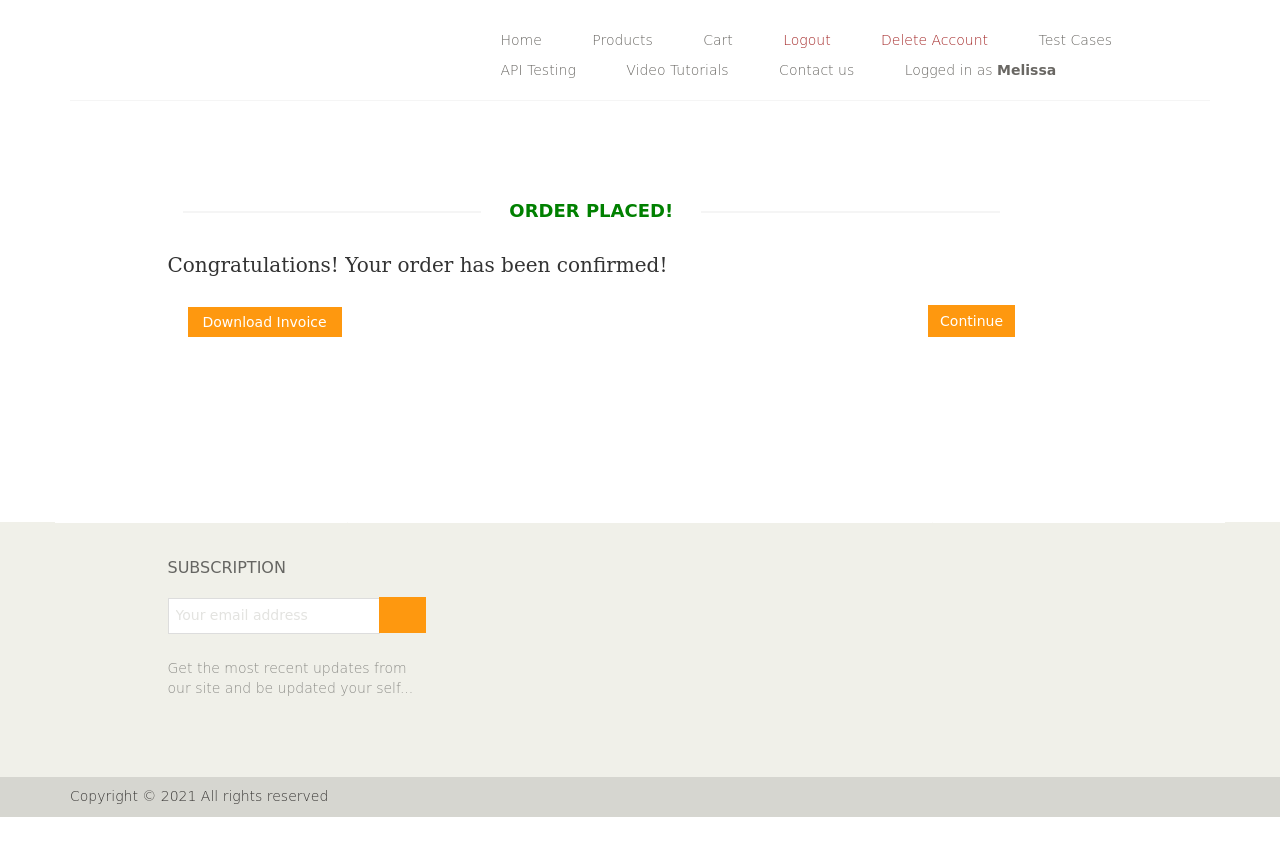 Home Products Cart Logout Delete Account Test Cases
API Testing Video Tutorials Contact us Logged in as Melissa
ORDER PLACED!
Congratulations! Your order has been confirmed!
Download Invoice
Continue
SUBSCRIPTION
Your email address
Get the most recent updates from
our site and be updated your self...
Copyright © 2021 All rights reserved